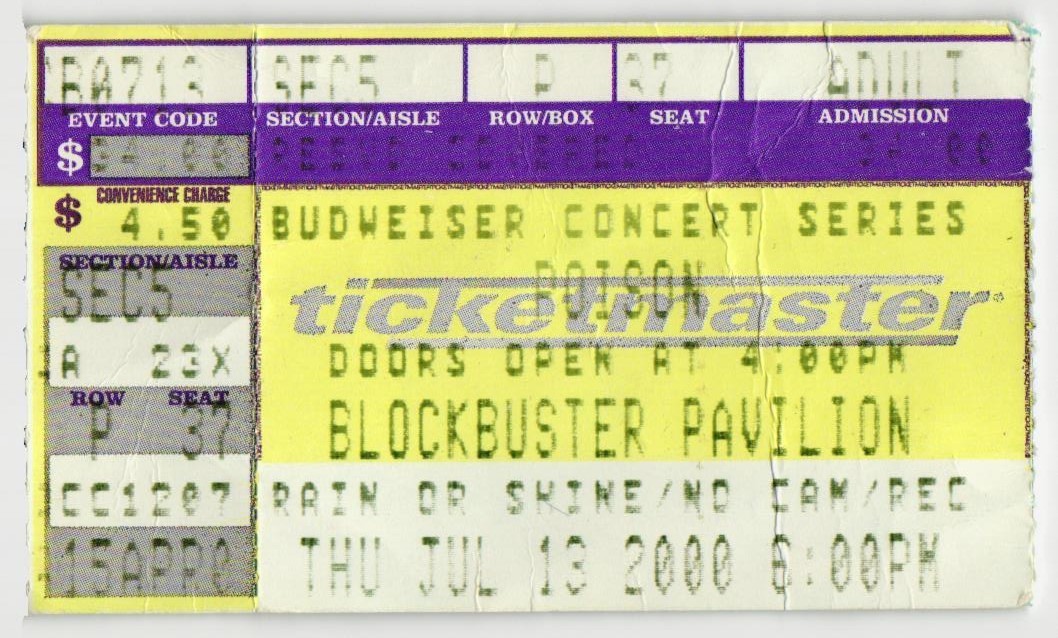 BA713 SEC5 P 37 ADULT
EVENT CODE SECTION/AISLE ROW/BOX SEAT ADMISSION
$
$ CONVENIENCE CHARGE
4.50
BUDWEISER CONCERT SERIES
SECTION/AISLE
SEC5
POISON
ticketmaster
A 23X
DOORS OPEN AT 4:00PM
ROW SEAT
P 37
BLOCKBUSTER PAVILION
CC1207
RAIN OR SHINE/NO CAM/REC
15APR0
THU JUL 13 2000 6:00PM